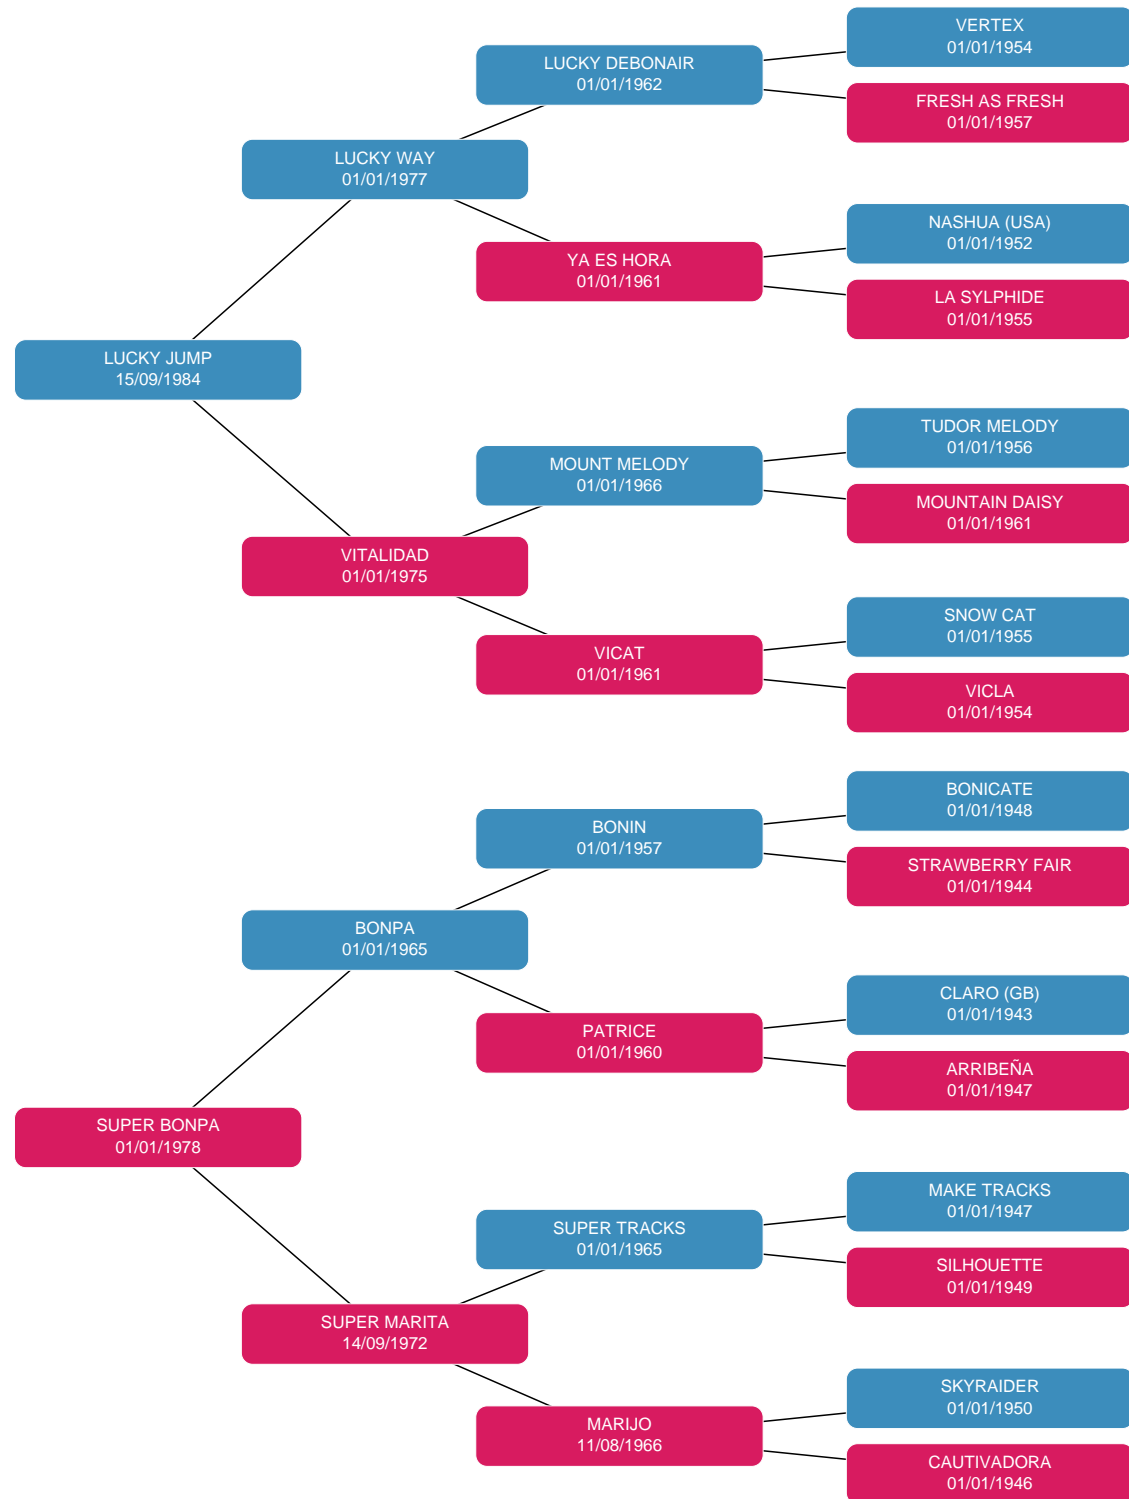 VERTEX
01/01/1954
LUCKY DEBONAIR
01/01/1962
FRESH AS FRESH
01/01/1957
LUCKY WAY
01/01/1977
NASHUA (USA)
01/01/1952
YA ES HORA
01/01/1961
LA SYLPHIDE
01/01/1955
LUCKY JUMP
15/09/1984
TUDOR MELODY
01/01/1956
MOUNT MELODY
01/01/1966
MOUNTAIN DAISY
01/01/1961
VITALIDAD
01/01/1975
SNOW CAT
01/01/1955
VICAT
01/01/1961
VICLA
01/01/1954
BONICATE
01/01/1948
BONIN
01/01/1957
STRAWBERRY FAIR
01/01/1944
BONPA
01/01/1965
CLARO (GB)
01/01/1943
PATRICE
01/01/1960
ARRIBEÑA
01/01/1947
SUPER BONPA
01/01/1978
MAKE TRACKS
01/01/1947
SUPER TRACKS
01/01/1965
SILHOUETTE
01/01/1949
SUPER MARITA
14/09/1972
SKYRAIDER
01/01/1950
MARIJO
11/08/1966
CAUTIVADORA
01/01/1946